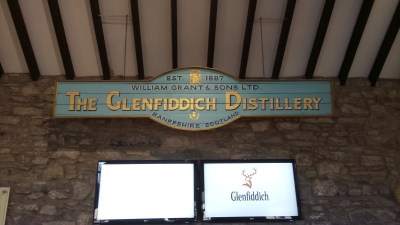 EST. 1887
WILLIAM GRANT & SONS LTD.
THE GLENFIDDICH DISTILLERY
BANFFSHIRE SCOTLAND
Glenfiddich